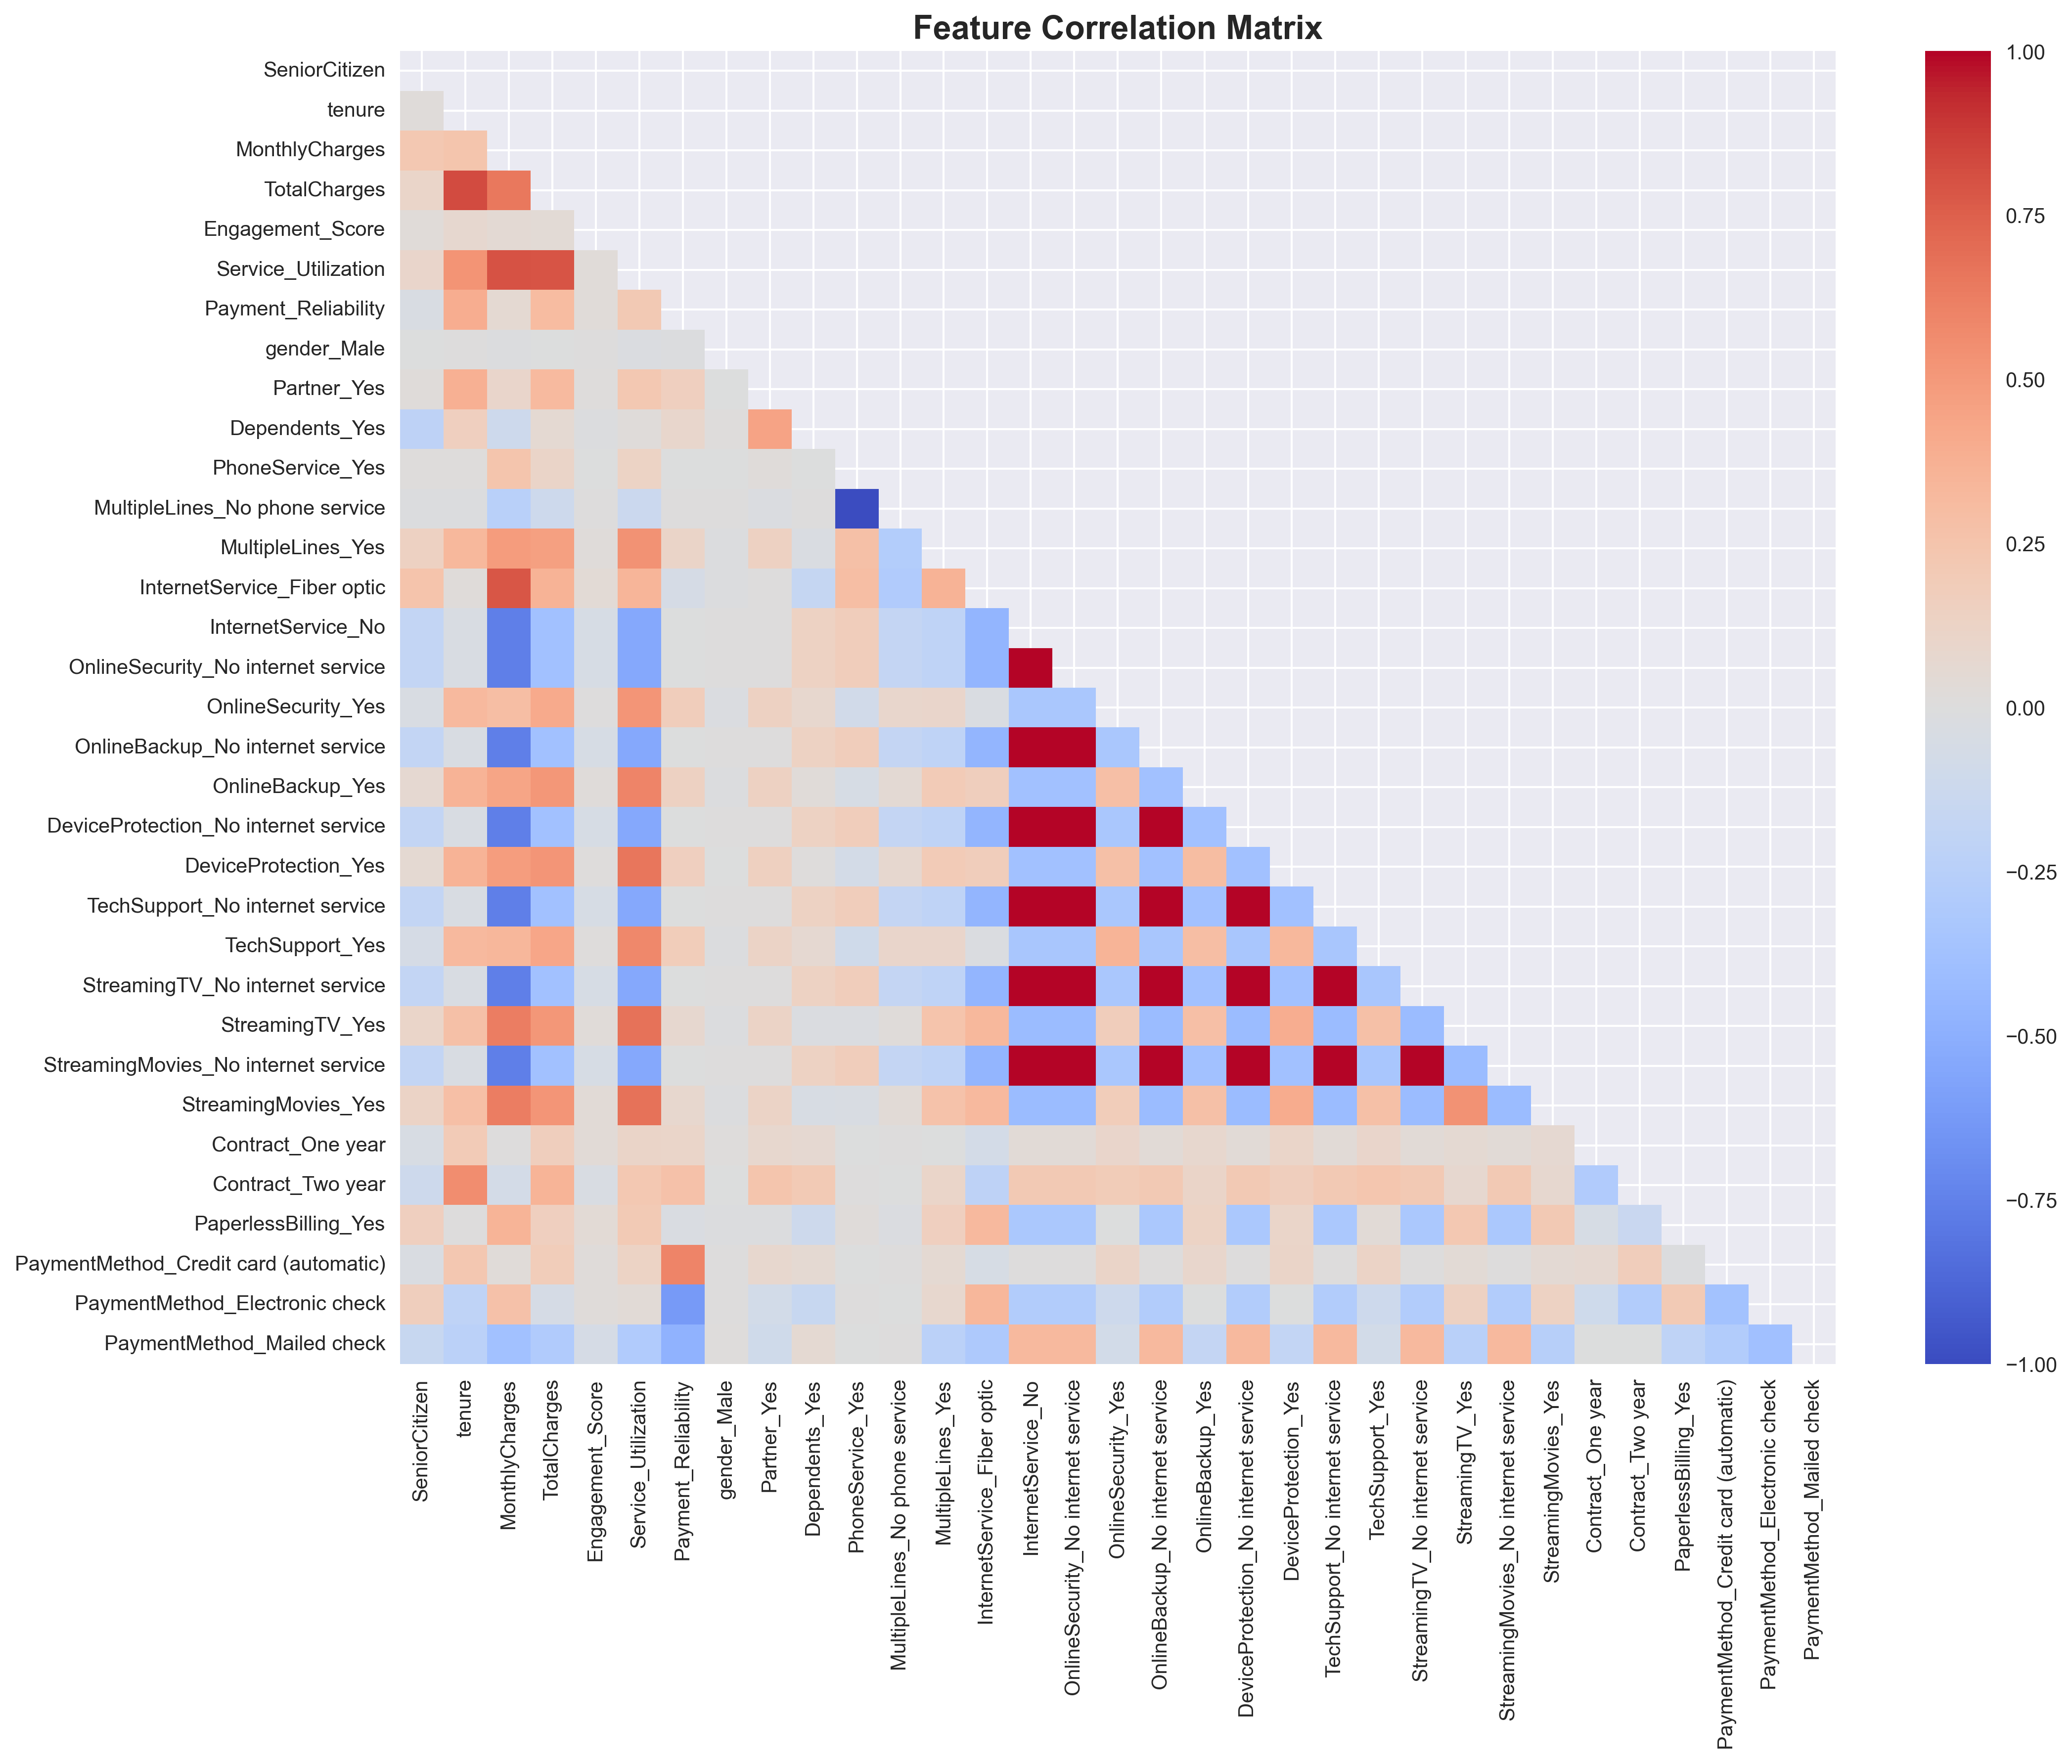 Feature Correlation Matrix
SeniorCitizen
tenure
MonthlyCharges
TotalCharges
Engagement_Score
Service_Utilization
Payment_Reliability
gender_Male
Partner_Yes
Dependents_Yes
PhoneService_Yes
MultipleLines_No phone service
MultipleLines_Yes
InternetService_Fiber optic
InternetService_No
OnlineSecurity_No internet service
OnlineSecurity_Yes
OnlineBackup_No internet service
OnlineBackup_Yes
DeviceProtection_No internet service
DeviceProtection_Yes
TechSupport_No internet service
TechSupport_Yes
StreamingTV_No internet service
StreamingTV_Yes
StreamingMovies_No internet service
StreamingMovies_Yes
Contract_One year
Contract_Two year
PaperlessBilling_Yes
PaymentMethod_Credit card (automatic)
PaymentMethod_Electronic check
PaymentMethod_Mailed check
SeniorCitizen
tenure
MonthlyCharges
TotalCharges
Engagement_Score
Service_Utilization
Payment_Reliability
gender_Male
Partner_Yes
Dependents_Yes
PhoneService_Yes
MultipleLines_No phone service
MultipleLines_Yes
InternetService_Fiber optic
InternetService_No
OnlineSecurity_No internet service
OnlineSecurity_Yes
OnlineBackup_No internet service
OnlineBackup_Yes
DeviceProtection_No internet service
DeviceProtection_Yes
TechSupport_No internet service
TechSupport_Yes
StreamingTV_No internet service
StreamingTV_Yes
StreamingMovies_No internet service
StreamingMovies_Yes
Contract_One year
Contract_Two year
PaperlessBilling_Yes
PaymentMethod_Credit card (automatic)
PaymentMethod_Electronic check
PaymentMethod_Mailed check
1.00
0.75
0.50
0.25
0.00
−0.25
−0.50
−0.75
−1.00